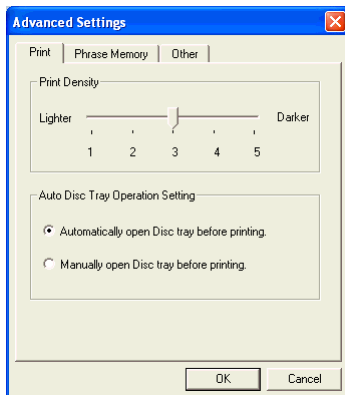 Advanced Settings
Print Phrase Memory Other
Print Density
Lighter Darker
1 2 3 4 5
Auto Disc Tray Operation Setting
Automatically open Disc tray before printing.
Manually open Disc tray before printing.
OK Cancel